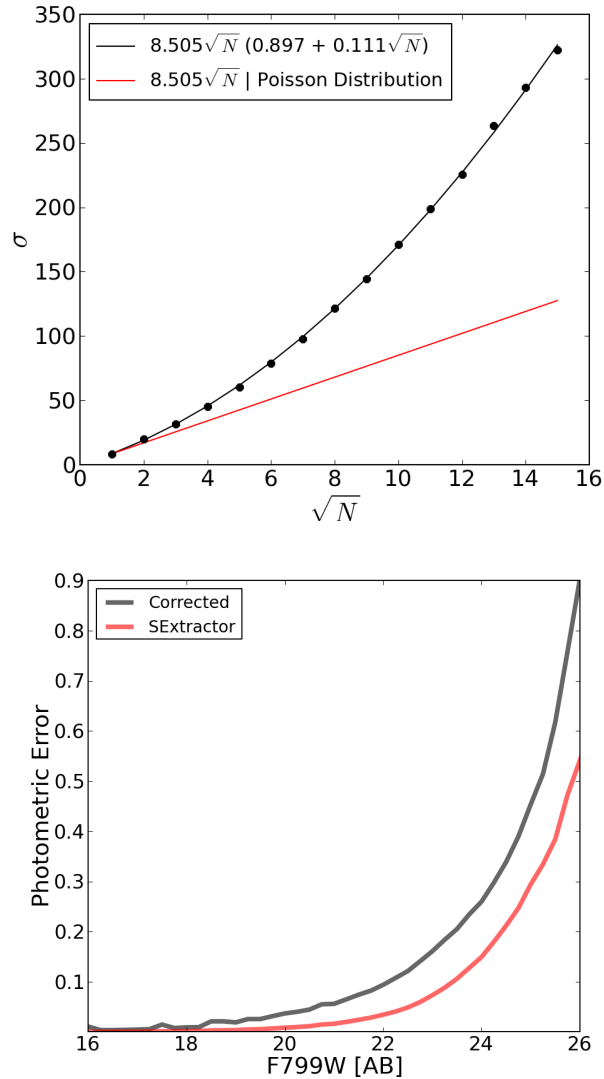 350
8.505√N (0.897 + 0.111√N)
8.505√N | Poisson Distribution
300
250
200
σ
150
100
50
0
0 2 4 6 8 10 12 14 16
√N
0.9
Corrected
SExtractor
0.8
0.7
0.6
0.5
Photometric Error
0.4
0.3
0.2
0.1
16 18 20 22 24 26
F799W [AB]